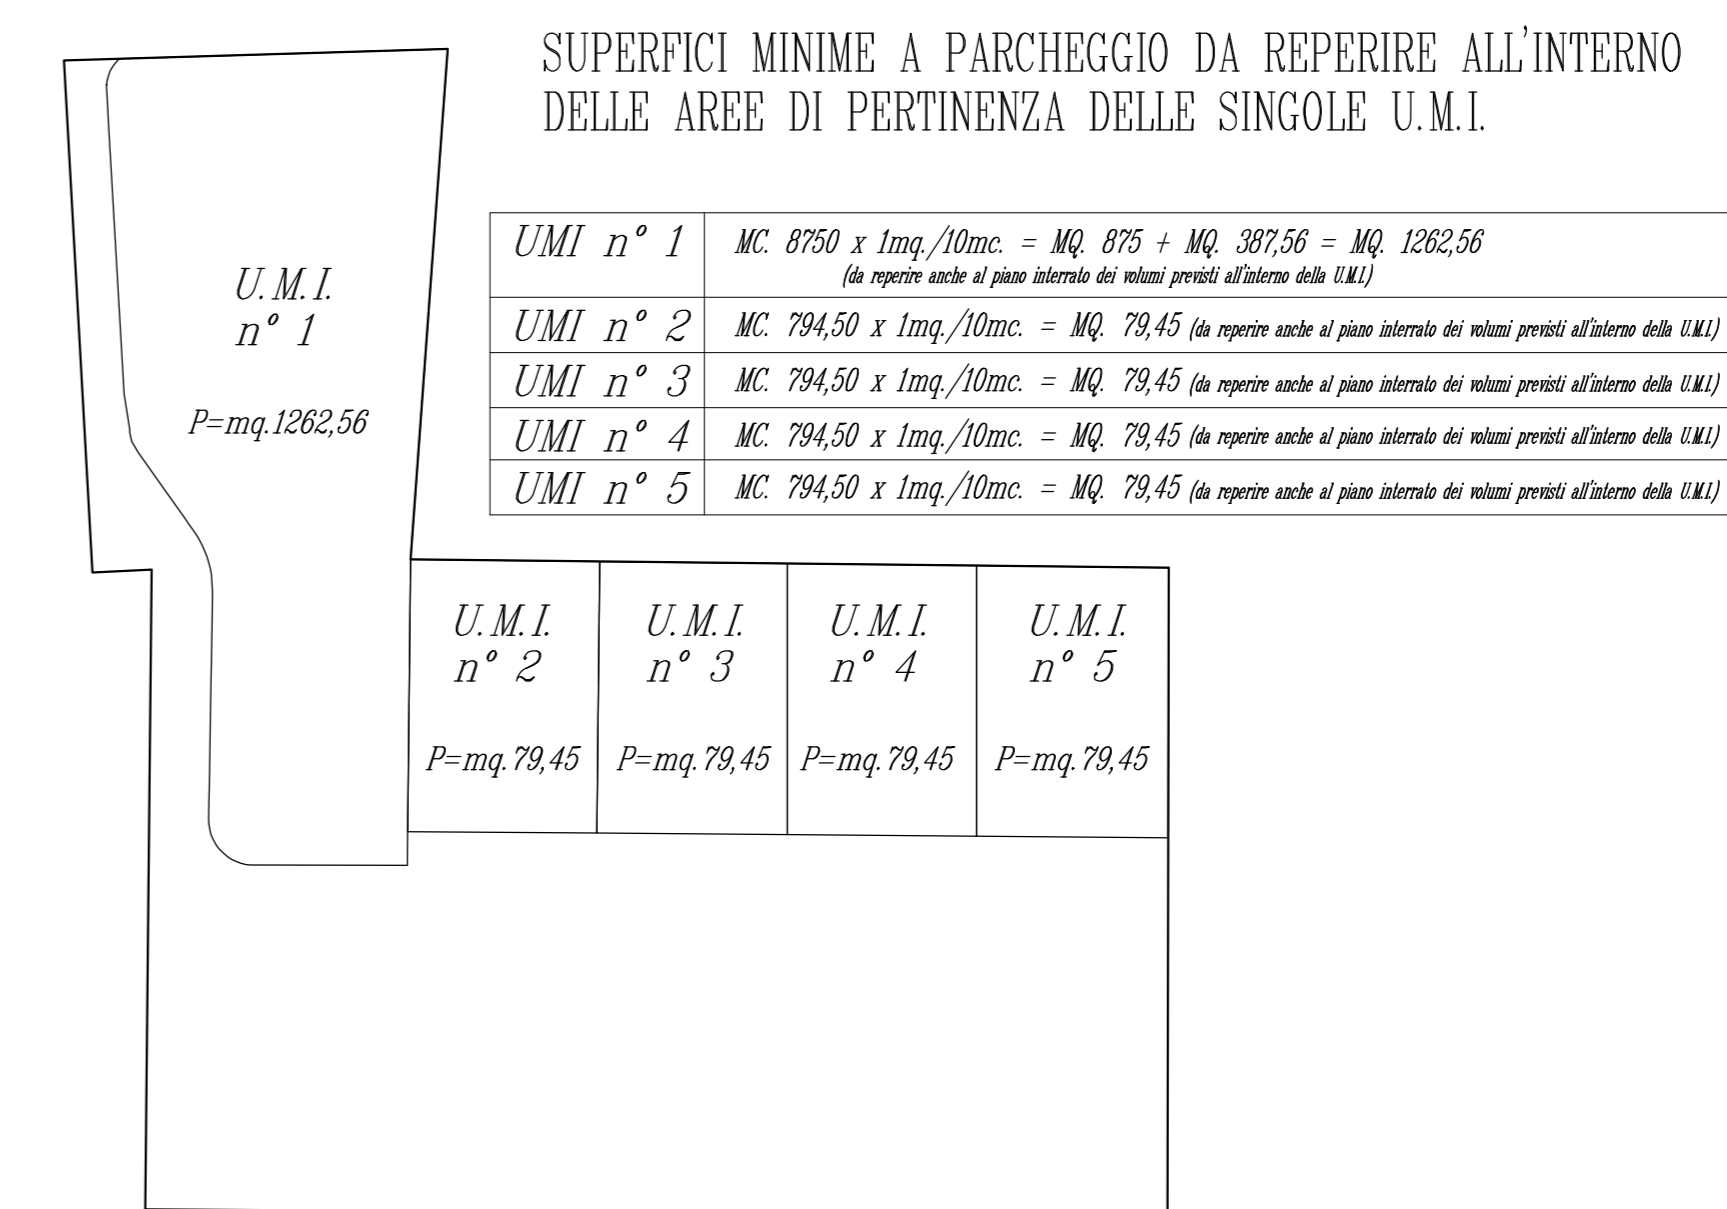 SUPERFICI MINIME A PARCHEGGIO DA REPERIRE ALL'INTERNO
DELLE AREE DI PERTINENZA DELLE SINGOLE U.M.I.
UMI n° 1 MC. 8750 x 1mq./10mc. = MQ. 875 + MQ. 387,56 = MQ. 1262,56
(da reperire anche al piano interrato dei volumi previsti all'interno della U.M.I.)
UMI n° 2 MC. 794,50 x 1mq./10mc. = MQ. 79,45 (da reperire anche al piano interrato dei volumi previsti all'interno della U.M.I.)
UMI n° 3 MC. 794,50 x 1mq./10mc. = MQ. 79,45 (da reperire anche al piano interrato dei volumi previsti all'interno della U.M.I.)
UMI n° 4 MC. 794,50 x 1mq./10mc. = MQ. 79,45 (da reperire anche al piano interrato dei volumi previsti all'interno della U.M.I.)
UMI n° 5 MC. 794,50 x 1mq./10mc. = MQ. 79,45 (da reperire anche al piano interrato dei volumi previsti all'interno della U.M.I.)
U.M.I.
n° 1
P=mq.1262,56
U.M.I.
n° 2
P=mq.79,45
U.M.I.
n° 3
P=mq.79,45
U.M.I.
n° 4
P=mq.79,45
U.M.I.
n° 5
P=mq.79,45